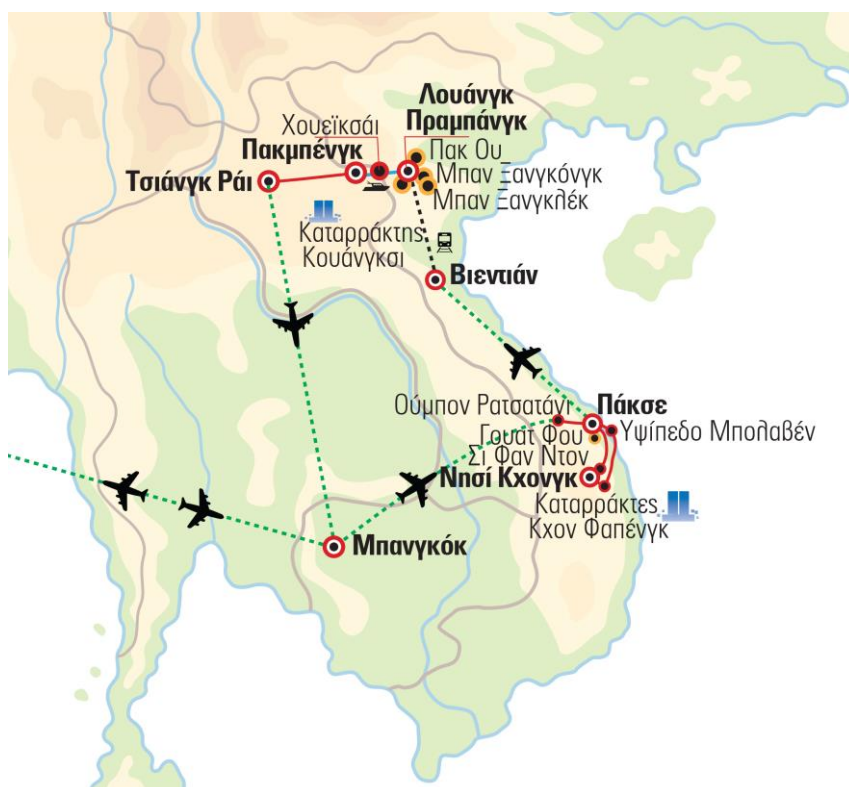 Λουάνγκ
Πραμπάνγκ
Χουεϊκσάι
Πακμπένγκ
Πακ Ου
Μπαν Ξανγκόνγκ
Μπαν Ξανγκλέκ
Τσιάνγκ Ράι
Καταρράκτης
Κουάνγκσι
Βιεντιάν
Ούμπον Ρατσατάνι
Πάκσε
Γουάτ Φου
Υψίπεδο Μπολαβέν
Σι Φαν Ντον
Νησί Κχονγκ
Καταρράκτες
Κχον Φαπένγκ
Μπανγκόκ